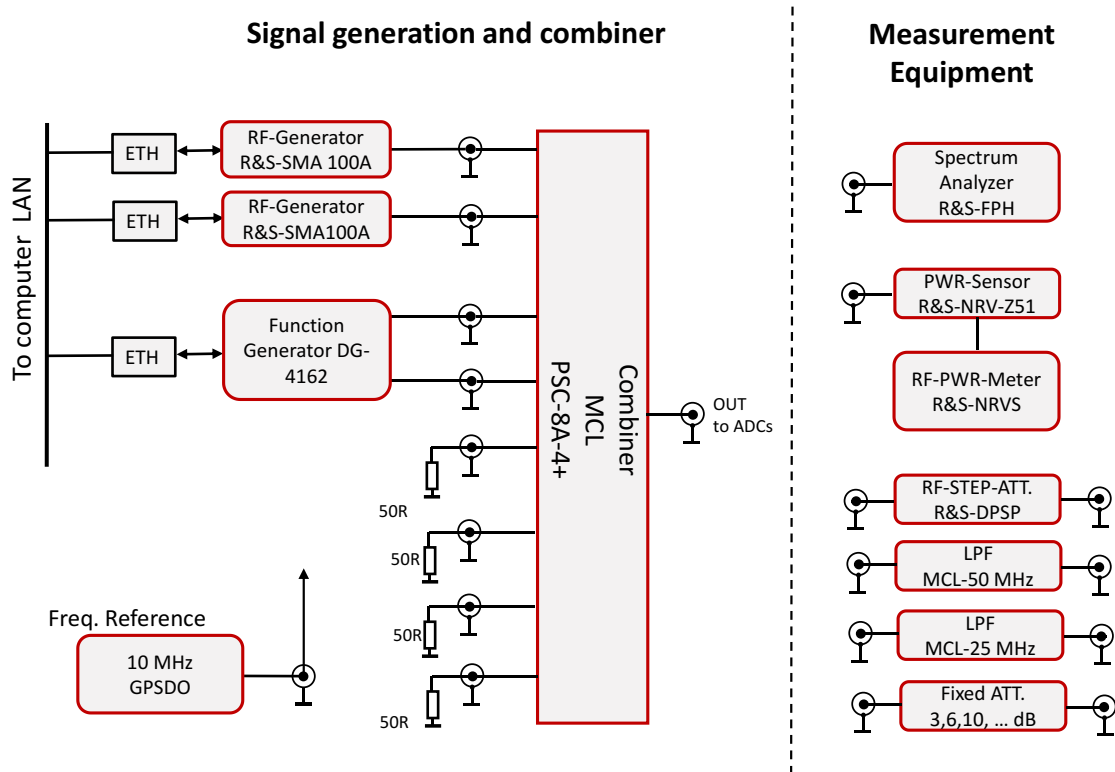 Signal generation and combiner
To computer LAN
ETH
RF-Generator
R&S-SMA 100A
ETH
RF-Generator
R&S-SMA100A
ETH
Function
Generator DG-
4162
Combiner
MCL
PSC-8A-4+
OUT
to ADCs
50R
50R
50R
50R
Freq. Reference
10 MHz
GPSDO
Measurement
Equipment
Spectrum
Analyzer
R&S-FPH
PWR-Sensor
R&S-NRV-Z51
RF-PWR-Meter
R&S-NRVS
RF-STEP-ATT.
R&S-DPSP
LPF
MCL-50 MHz
LPF
MCL-25 MHz
Fixed ATT.
3,6,10, ... dB